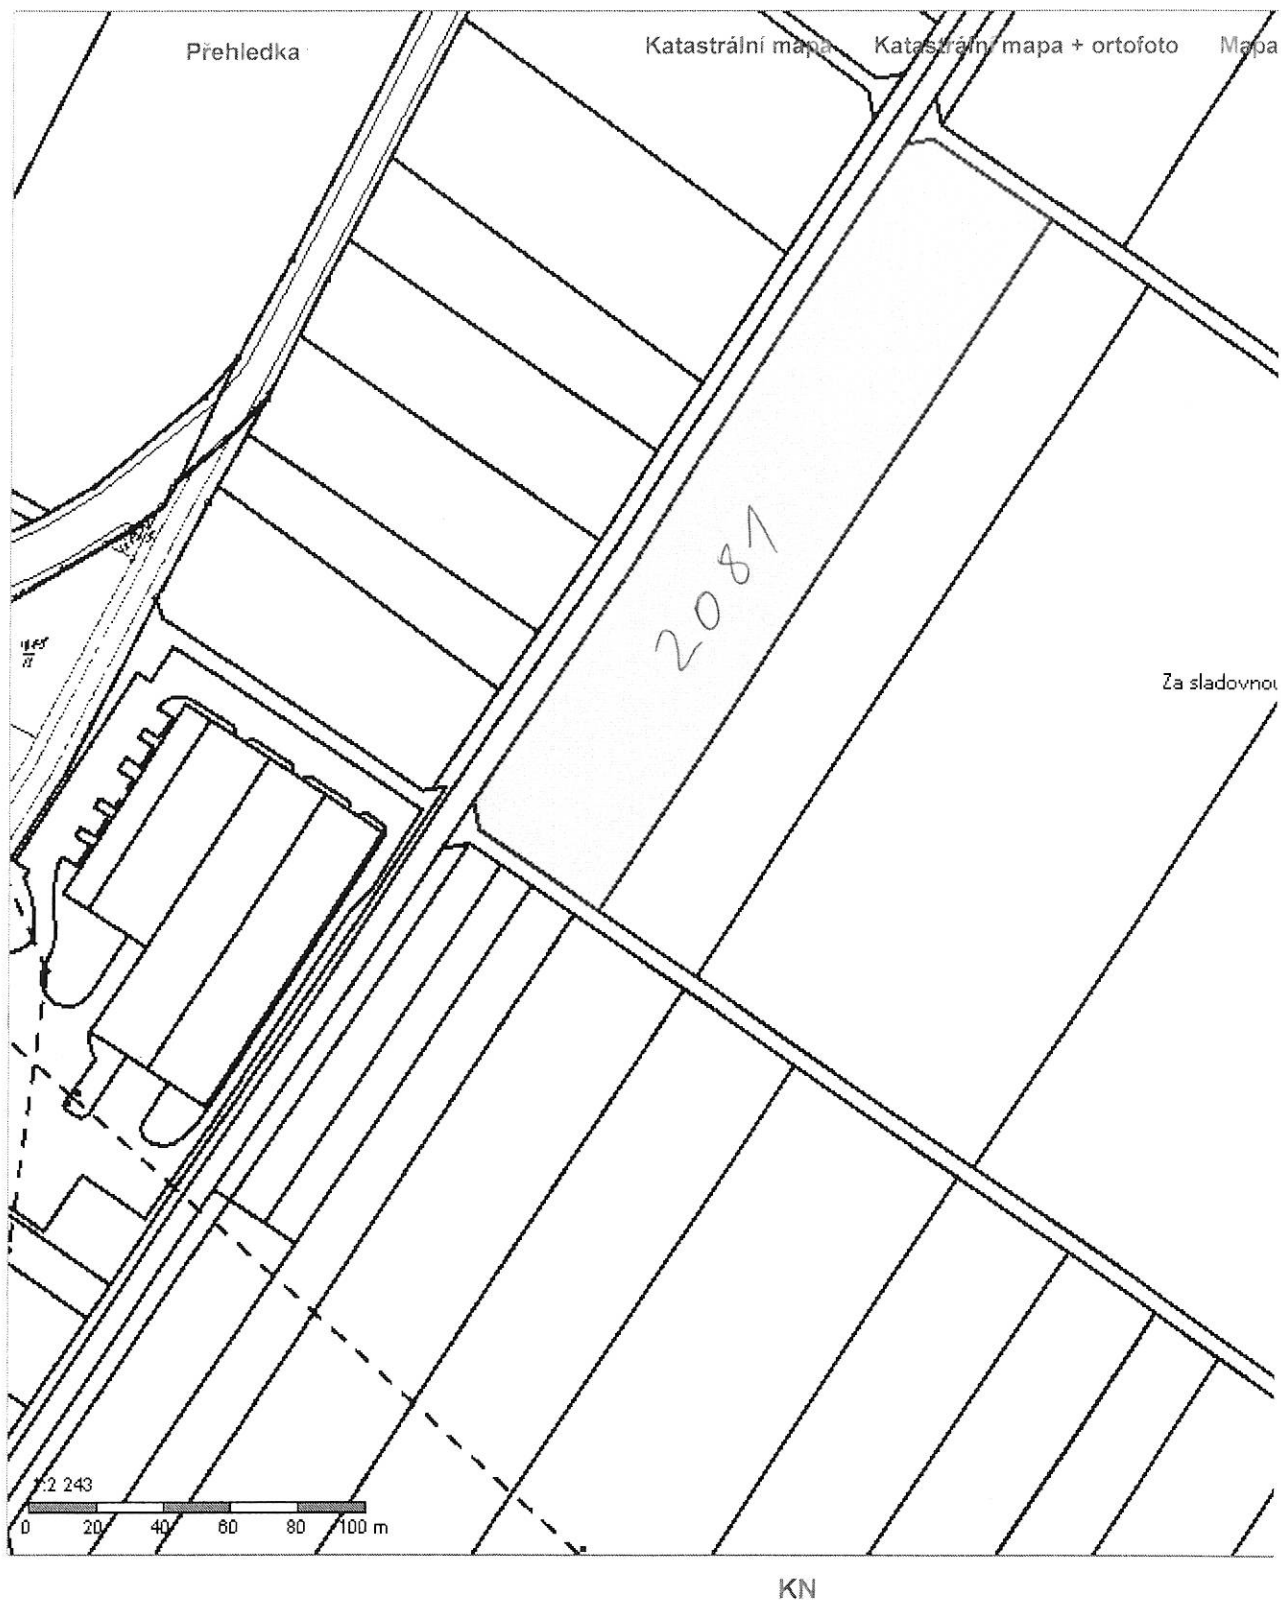 Přehledka Katastrální mapa Katastrální mapa + ortofoto Mapa
2081
Za sladovnou
1:2 243
0 20 40 60 80 100 m
KN